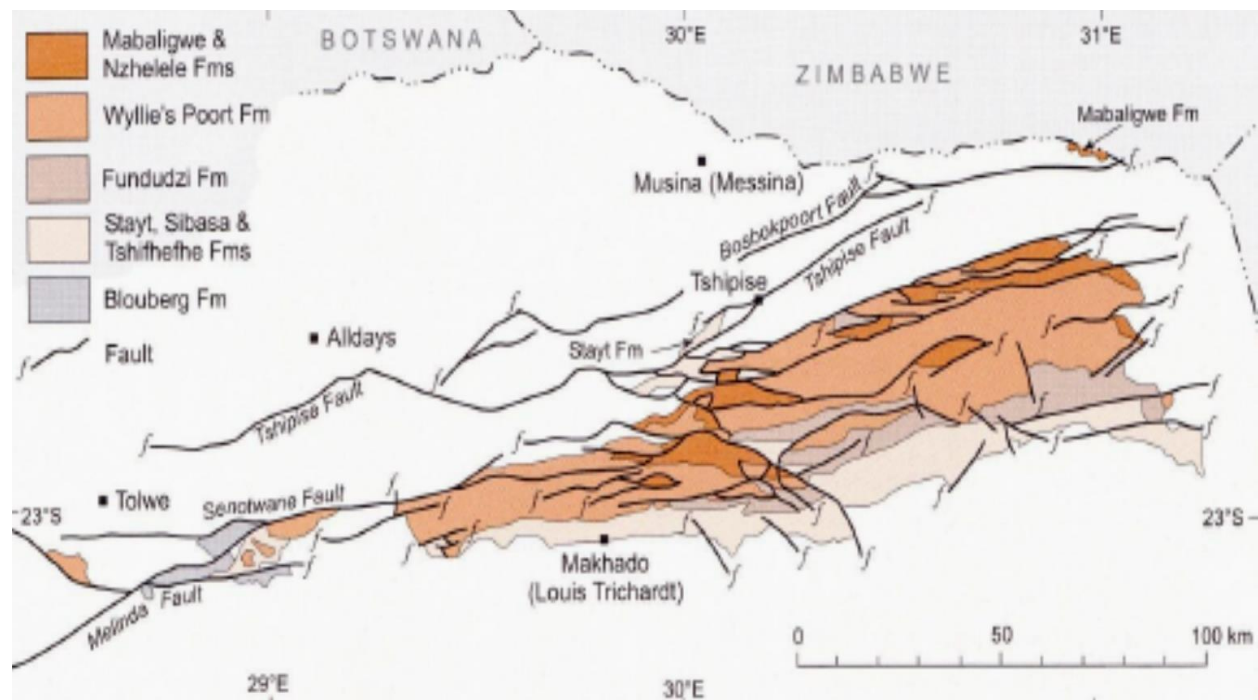 Mabaligwe &
Nzhelele Fms
Wyllie's Poort Fm
Fundudzi Fm
Stayt, Sibasa &
Tshifhefhe Fms
Blouberg Fm
f Fault
BOTSWANA
30°E
31°E
ZIMBABWE
Mabaligwe Fm
Musina (Messina)
Bosbokpoort Fault
Tshipise Fault
Tshipise
Stayt Fm
Alldays
Tshipise Fault
Tolwe
Senotwane Fault
23°S
23°S
Makhado
(Louis Trichardt)
Melinda Fault
0 50 100 km
29°E
30°E